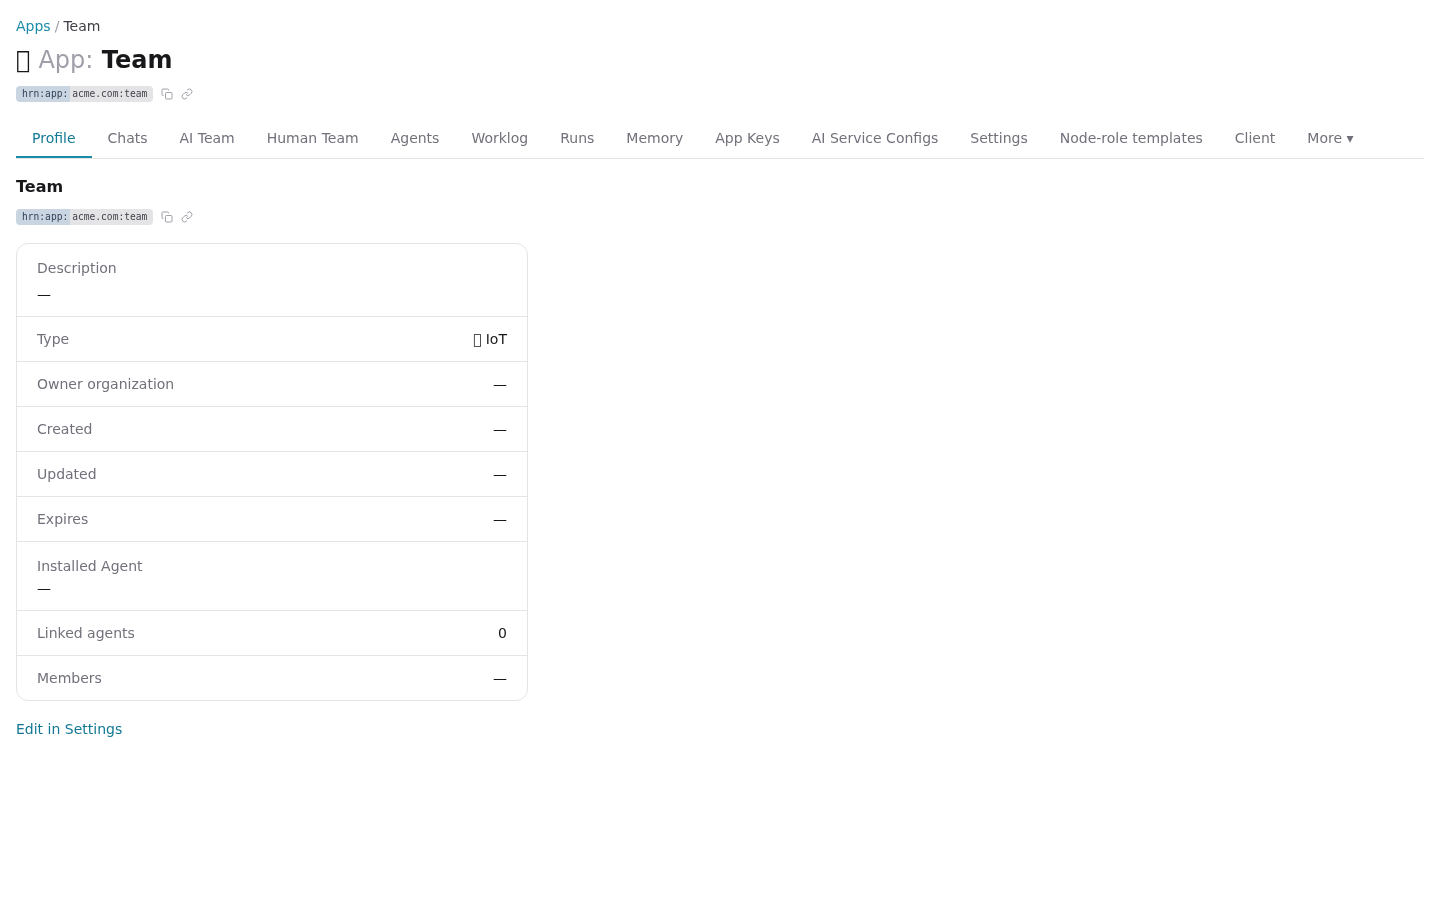 Apps / Team
App: Team
hrn:app: acme.com:team
Profile Chats AI Team Human Team Agents Worklog Runs Memory App Keys AI Service Configs Settings Node-role templates Client More ▾
Team
hrn:app: acme.com:team
Description
—
Type IoT
Owner organization —
Created —
Updated —
Expires —
Installed Agent
—
Linked agents 0
Members —
Edit in Settings